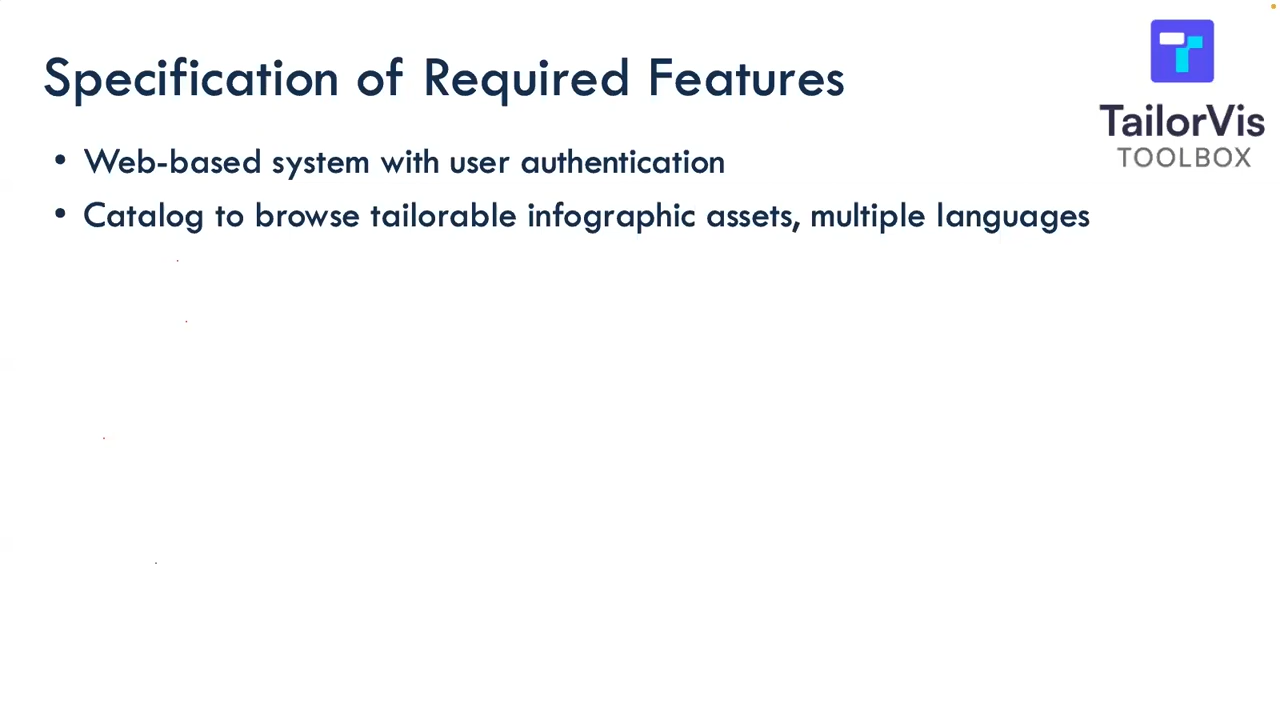 Specification of Required Features
TailorVis
TOOLBOX
• Web-based system with user authentication
• Catalog to browse tailorable infographic assets, multiple languages